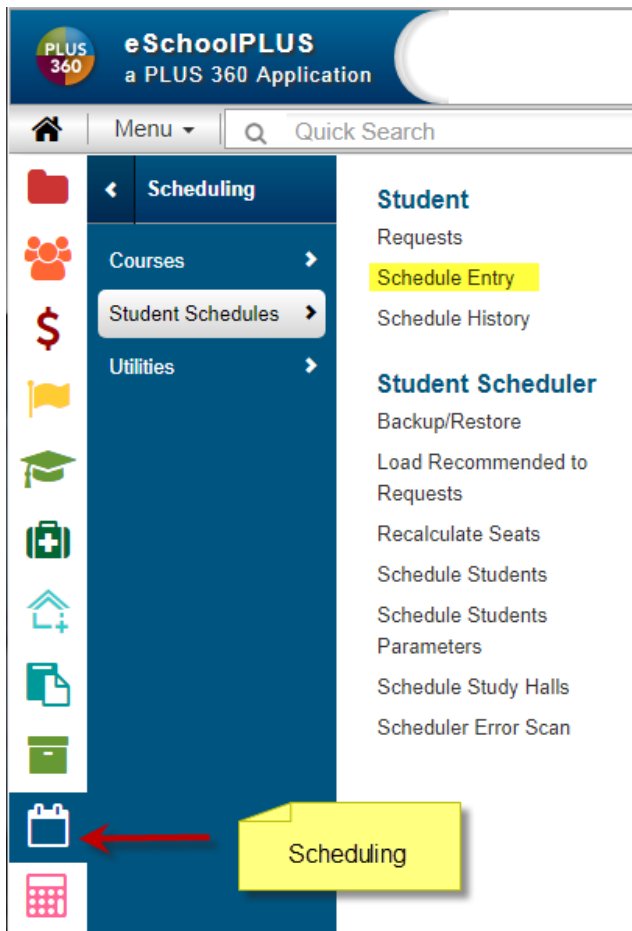 PLUS
360
eSchoolPLUS
a PLUS 360 Application
Menu
Quick Search
Scheduling
Courses
Student Schedules
Utilities
Student
Requests
Schedule Entry
Schedule History
Student Scheduler
Backup/Restore
Load Recommended to
Requests
Recalculate Seats
Schedule Students
Schedule Students
Parameters
Schedule Study Halls
Scheduler Error Scan
$
Scheduling